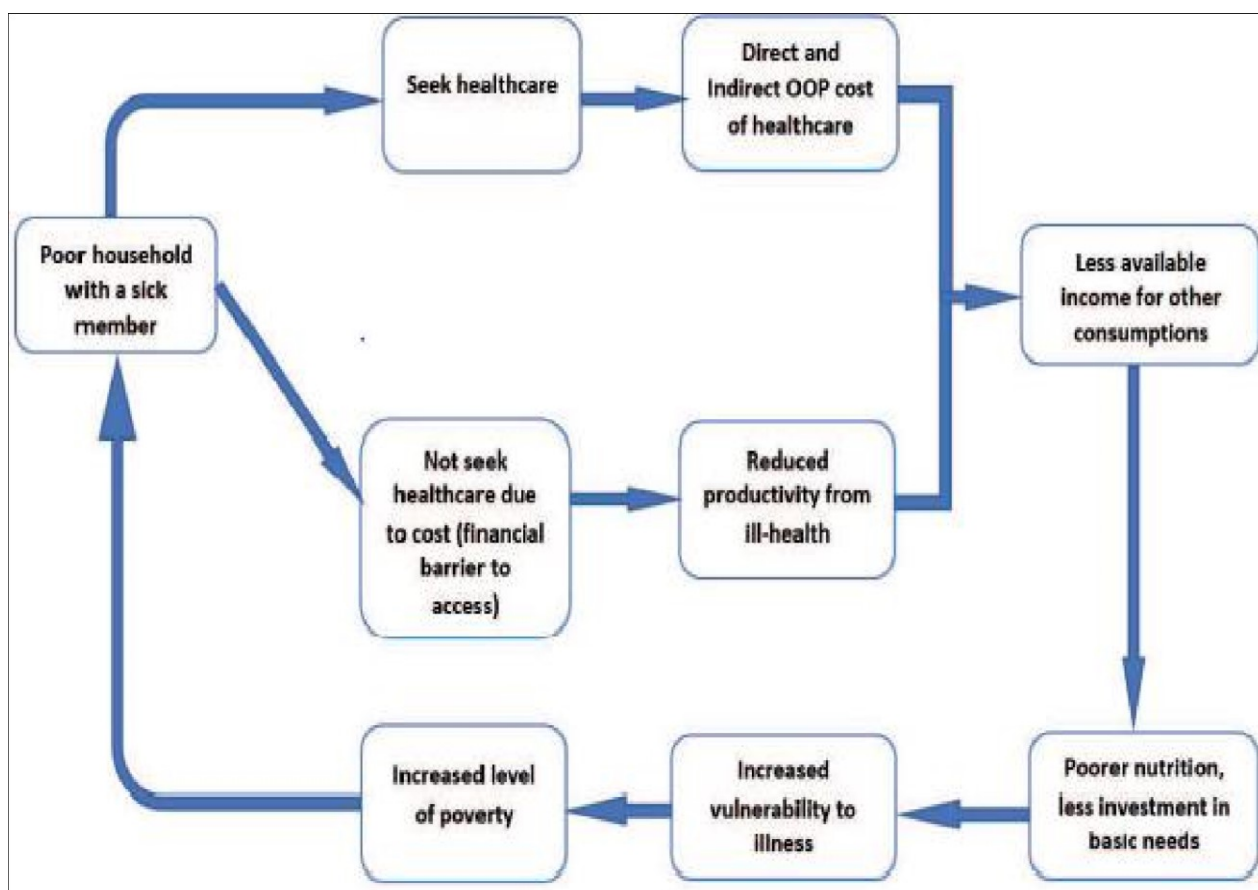 Seek healthcare
Direct and
Indirect OOP cost
of healthcare
Poor household
with a sick
member
Less available
income for other
consumptions
Not seek
healthcare due
to cost (financial
barrier to
access)
Reduced
productivity from
ill-health
Increased level
of poverty
Increased
vulnerability to
illness
Poorer nutrition,
less investment in
basic needs